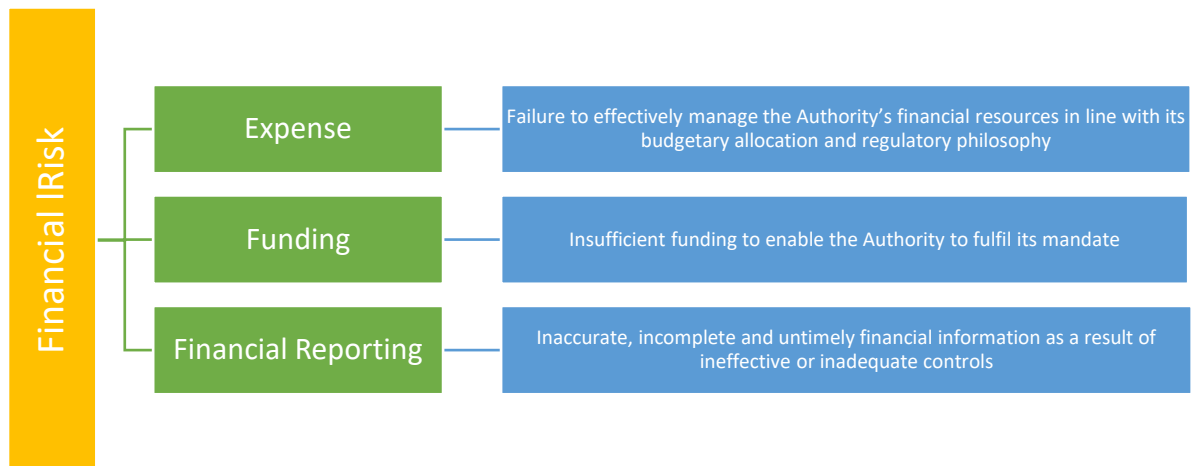 Financial IRisk
Expense
Failure to effectively manage the Authority’s financial resources in line with its
budgetary allocation and regulatory philosophy
Funding
Insufficient funding to enable the Authority to fulfil its mandate
Financial Reporting
Inaccurate, incomplete and untimely financial information as a result of
ineffective or inadequate controls